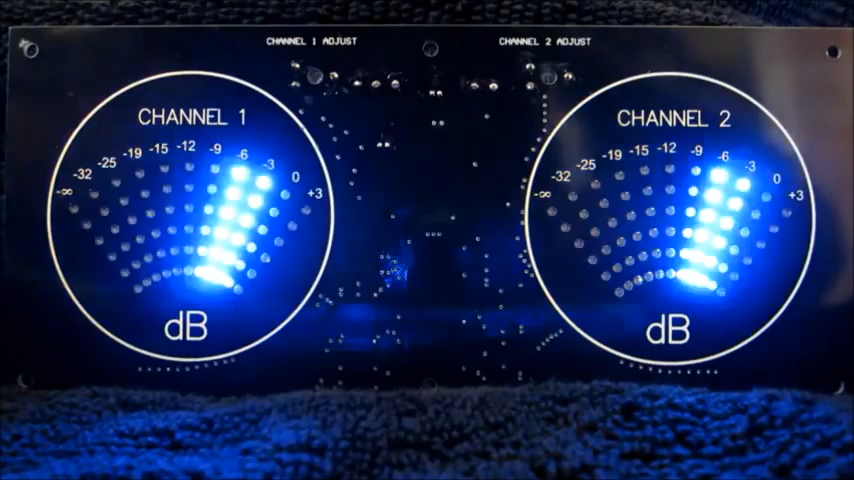 CHANNEL 1 ADJUST
CHANNEL 2 ADJUST
CHANNEL 1
-∞ -32 -25 -19 -15 -12 -9 -6 -3 0 +3
dB
CHANNEL 2
-∞ -32 -25 -19 -15 -12 -9 -6 -3 0 +3
dB